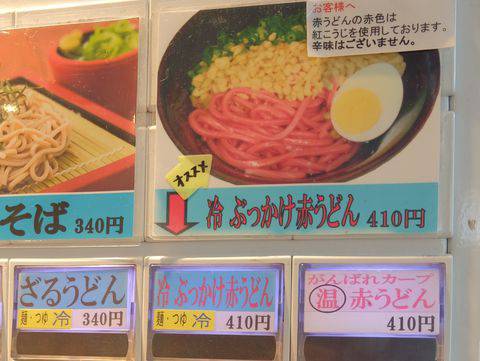 お客様へ
赤うどんの赤色は
紅こうじを使用しております。
辛味はございません。
オススメ
そば 340円
冷 ぶっかけ赤うどん 410円
ざるうどん
麺・つゆ 冷 340円
冷 ぶっかけ赤うどん
麺・つゆ 冷 410円
がんばれカープ
温 赤うどん
410円